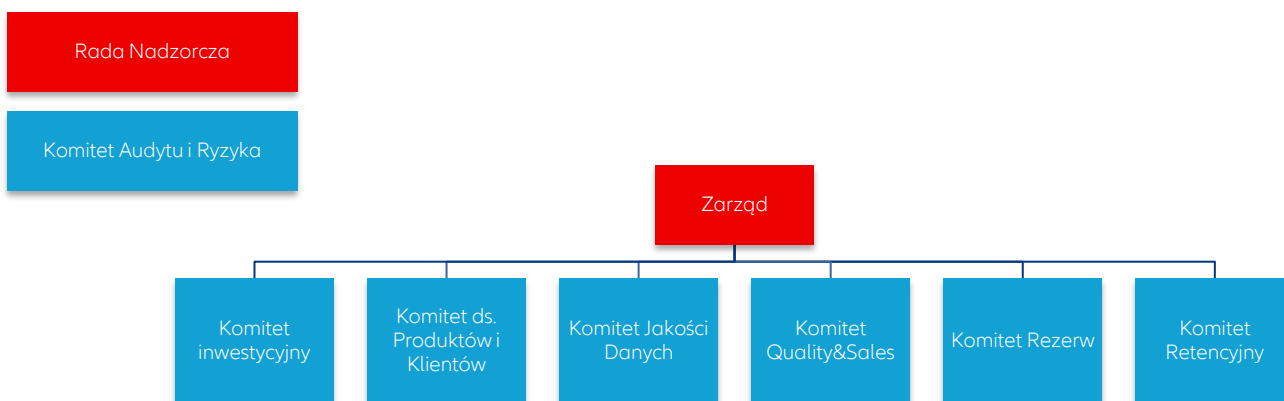 Rada Nadzorcza
Komitet Audytu i Ryzyka
Zarząd
Komitet
inwestycyjny
Komitet ds.
Produktów i
Klientów
Komitet Jakości
Danych
Komitet
Quality&Sales
Komitet Rezerw
Komitet
Retencyjny